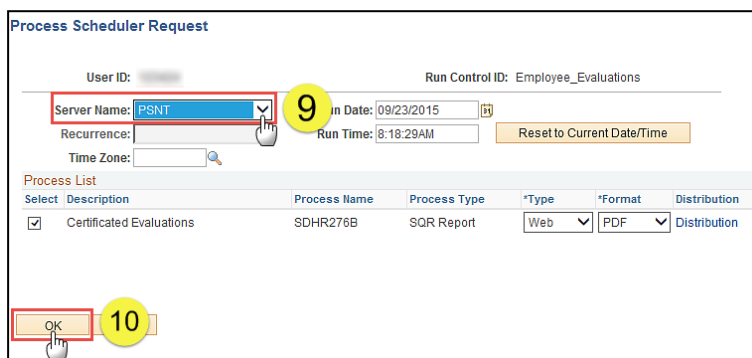 Process Scheduler Request
User ID:
Run Control ID: Employee_Evaluations
Server Name: PSNT
9
n Date: 09/23/2015
Recurrence:
Run Time: 8:18:29AM
Reset to Current Date/Time
Time Zone:
Process List
Select Description Process Name Process Type *Type *Format Distribution
Certificated Evaluations SDHR276B SQR Report Web PDF Distribution
OK
10